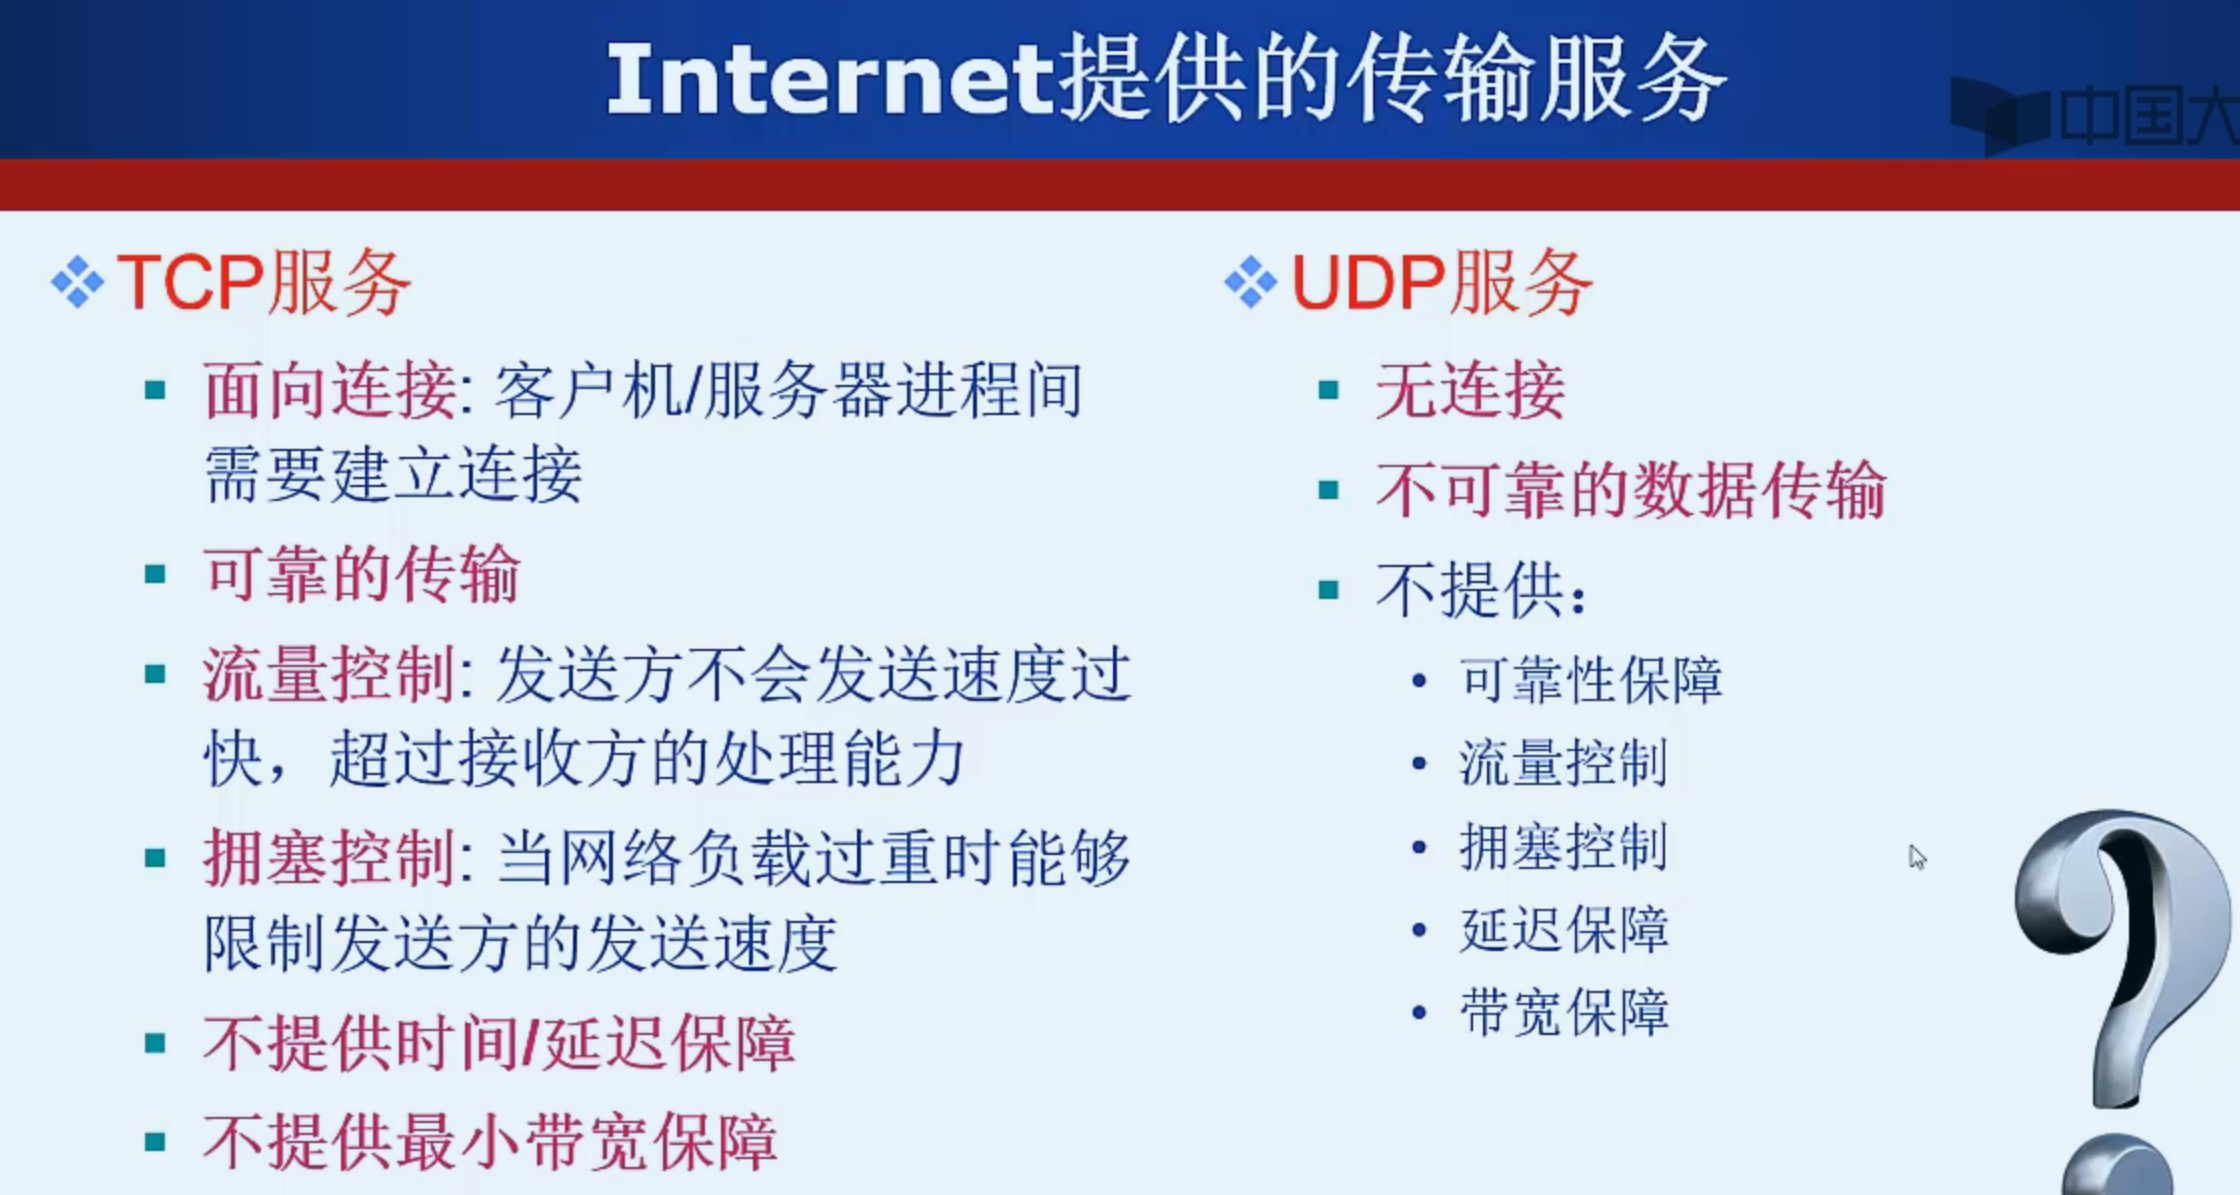 Internet提供的传输服务
中国大
TCP服务
面向连接: 客户机/服务器进程间
需要建立连接
可靠的传输
流量控制: 发送方不会发送速度过
快，超过接收方的处理能力
拥塞控制: 当网络负载过重时能够
限制发送方的发送速度
不提供时间/延迟保障
不提供最小带宽保障
UDP服务
无连接
不可靠的数据传输
不提供：
可靠性保障
流量控制
拥塞控制
延迟保障
带宽保障